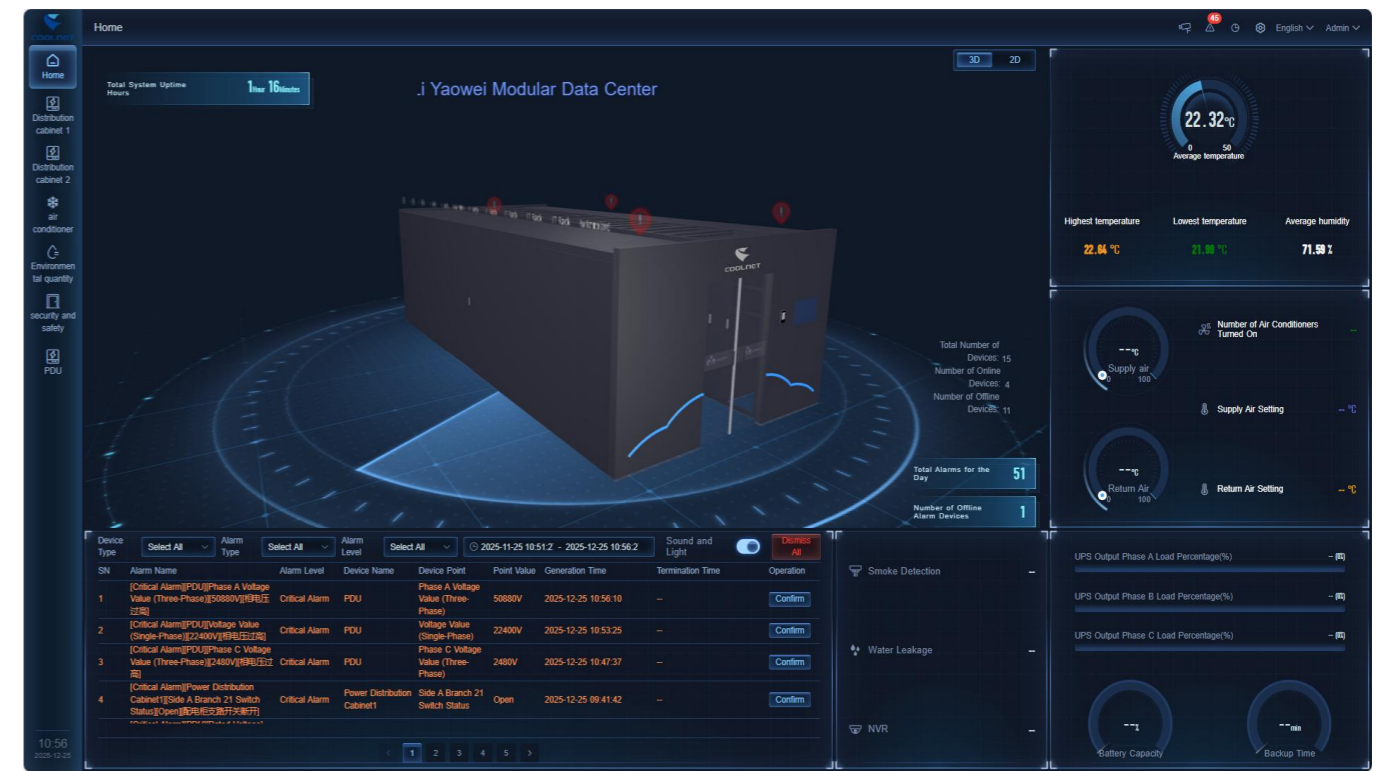 COOLNET
Home
45
English
Admin
Home
Distribution
cabinet 1
Distribution
cabinet 2
air
conditioner
Environmen
tal quantity
security and
safety
PDU
10:56
2025-12-25
Total System Uptime
Hours
1Hour 16Minutes
.i Yaowei Modular Data Center
3D 2D
COOLNET
Total Number of
Devices: 15
Number of Online
Devices: 4
Number of Offline
Devices: 11
Total Alarms for the
Day
51
Number of Offline
Alarm Devices
1
22.32℃
0 50
Average temperature
Highest temperature Lowest temperature Average humidity
22.64 ℃ ℃ 71.59 %
--℃
Supply air
0 100
Number of Air Conditioners
Turned On
--
Supply Air Setting -- ℃
--℃
Return Air
0 100
Return Air Setting -- ℃
Device
Type
Select All
Alarm
Type
Select All
Alarm
Level
Select All
2025-11-25 10:51:2 - 2025-12-25 10:56:2
Sound and
Light
Dismiss
All
SN Alarm Name Alarm Level Device Name Device Point Point Value Generation Time Termination Time Operation
1
[Critical Alarm][PDU][Phase A Voltage
Value (Three-Phase)][50880V][相电压
过高]
Critical Alarm PDU
Phase A Voltage
Value (Three-
Phase)
50880V 2025-12-25 10:56:10 -- Confirm
2
[Critical Alarm][PDU][Voltage Value
(Single-Phase)][22400V][相电压过高]
Critical Alarm PDU
Voltage Value
(Single-Phase)
22400V 2025-12-25 10:53:25 -- Confirm
3
[Critical Alarm][PDU][Phase C Voltage
Value (Three-Phase)][2480V][相电压过
高]
Critical Alarm PDU
Phase C Voltage
Value (Three-
Phase)
2480V 2025-12-25 10:47:37 -- Confirm
4
[Critical Alarm][Power Distribution
Cabinet1][Side A Branch 21 Switch
Status][Open][配电柜支路开关断开]
Critical Alarm
Power Distribution
Cabinet1
Side A Branch 21
Switch Status
Open 2025-12-25 09:41:42 -- Confirm
< 1 2 3 4 5 >
Smoke Detection --
Water Leakage --
NVR --
UPS Output Phase A Load Percentage(%) --
UPS Output Phase B Load Percentage(%) --
UPS Output Phase C Load Percentage(%) --
--%
Battery Capacity
--min
Backup Time